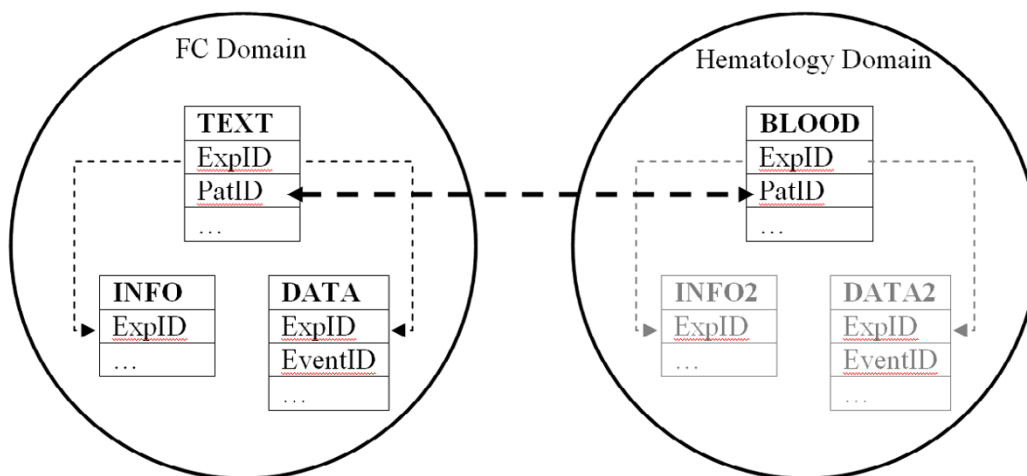 FC Domain
TEXT
ExpID
PatID
...
INFO
ExpID
...
DATA
ExpID
EventID
...
Hematology Domain
BLOOD
ExpID
PatID
...
INFO2
ExpID
...
DATA2
ExpID
EventID
...